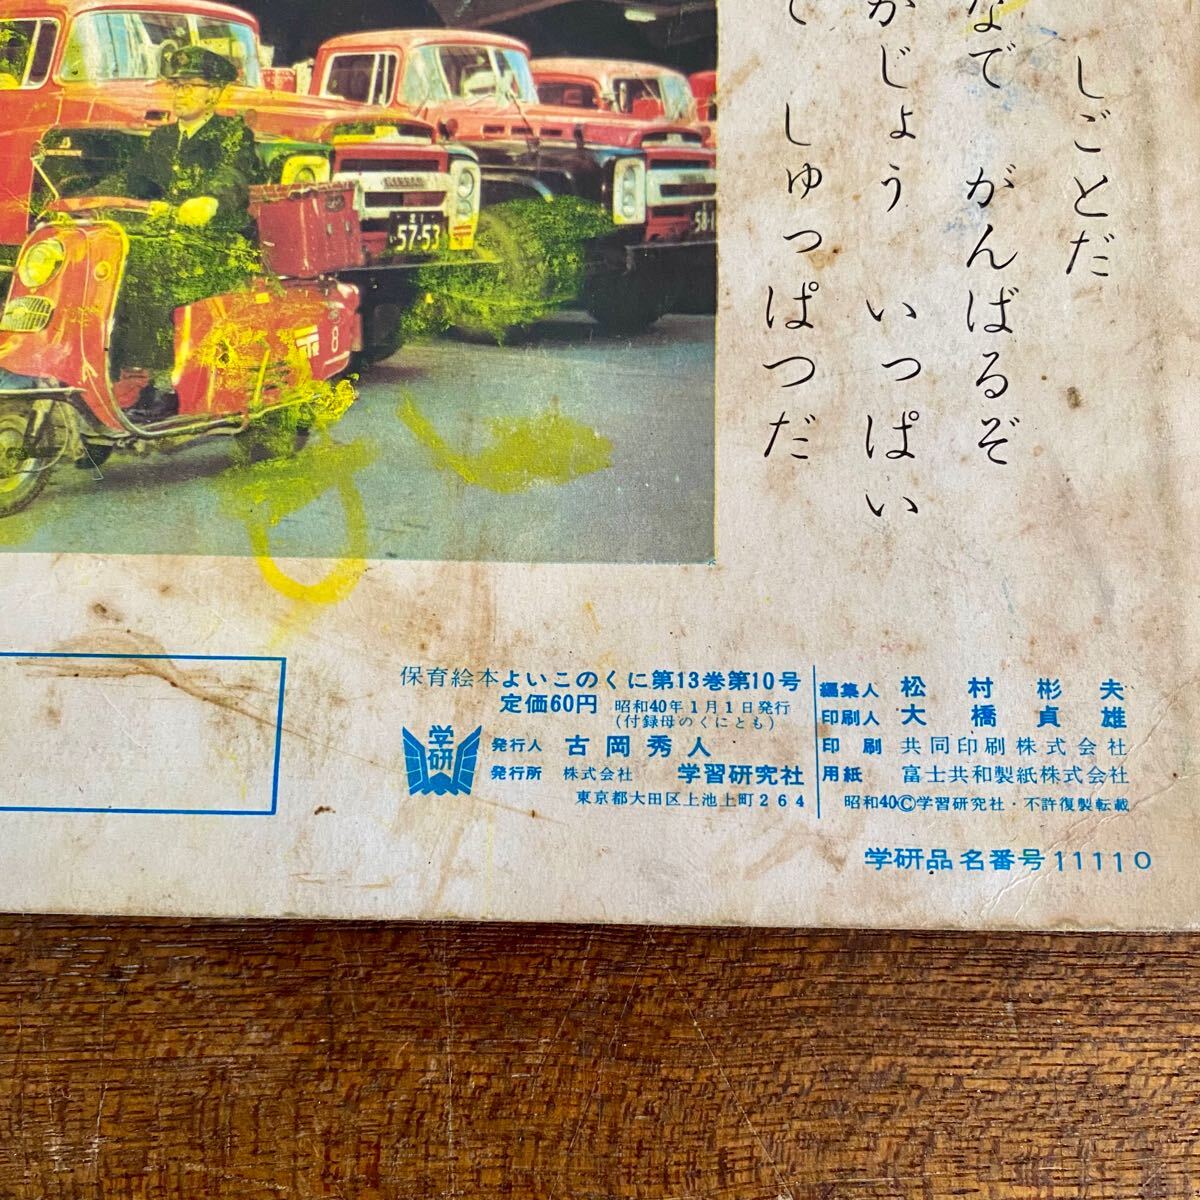 しごとだ
なで がんばるぞ
がじょう いっぱい
て しゅっぱつだ
57-53
58-1
8
保育絵本よいこのくに第13巻第10号
定価60円 昭和40年1月1日発行
(付録母のくにとも)
学研
発行人 古岡秀人
発行所 株式会社 学習研究社
東京都大田区上池上町264
編集人 松村彬夫
印刷人 大橋貞雄
印刷 共同印刷株式会社
用紙 富士共和製紙株式会社
昭和40©学習研究社・不許復製転載
学研品名番号11110